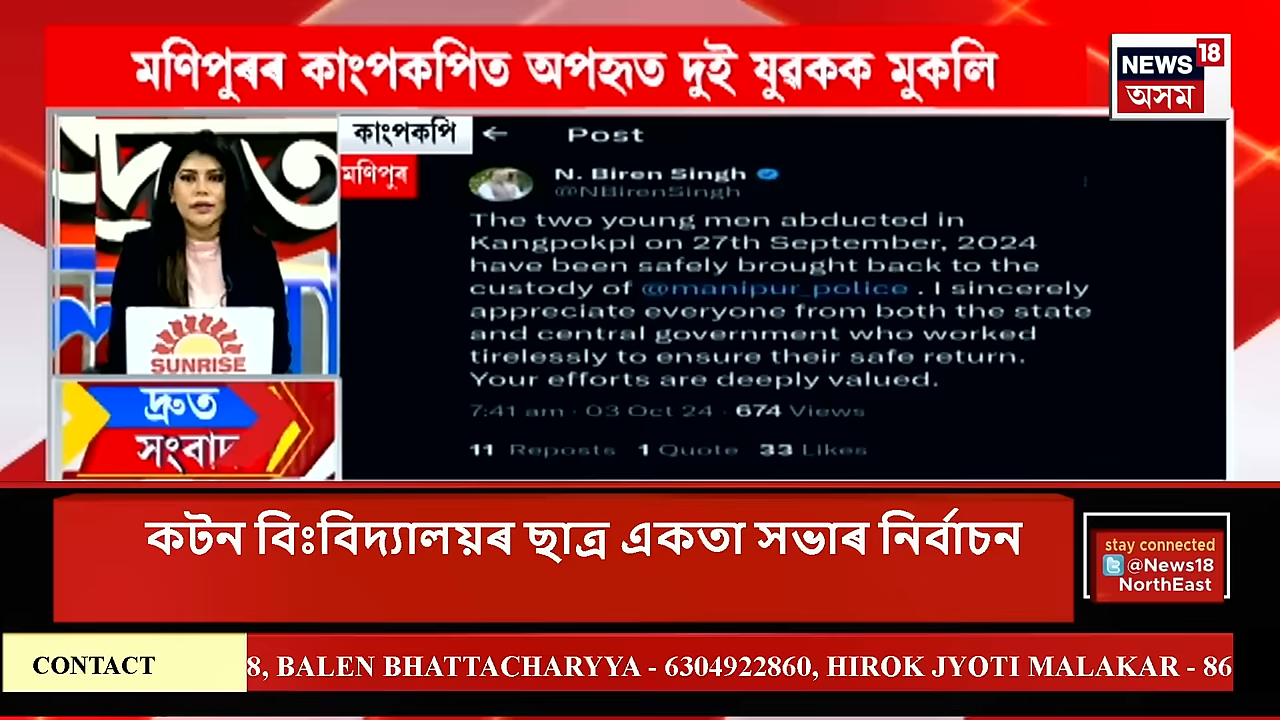 মণিপুৰৰ কাংপকপিত অপহৃত দুই যুৱকক মুকলি
NEWS 18
অসম
কাংপকপি
মণিপুৰ
← Post
N. Biren Singh
@NBirenSingh
The two young men abducted in
Kangpokpi on 27th September, 2024
have been safely brought back to the
custody of @manipur_police . I sincerely
appreciate everyone from both the state
and central government who worked
tirelessly to ensure their safe return.
Your efforts are deeply valued.
7:41 am · 03 Oct 24 · 674 Views
11 Reposts 1 Quote 33 Likes
SUNRISE
দ্ৰুত
সংবাদ
কটন বিঃবিদ্যালয়ৰ ছাত্ৰ একতা সভাৰ নিৰ্বাচন
stay connected
@News18
NorthEast
CONTACT 8, BALEN BHATTACHARYYA - 6304922860, HIROK JYOTI MALAKAR - 86